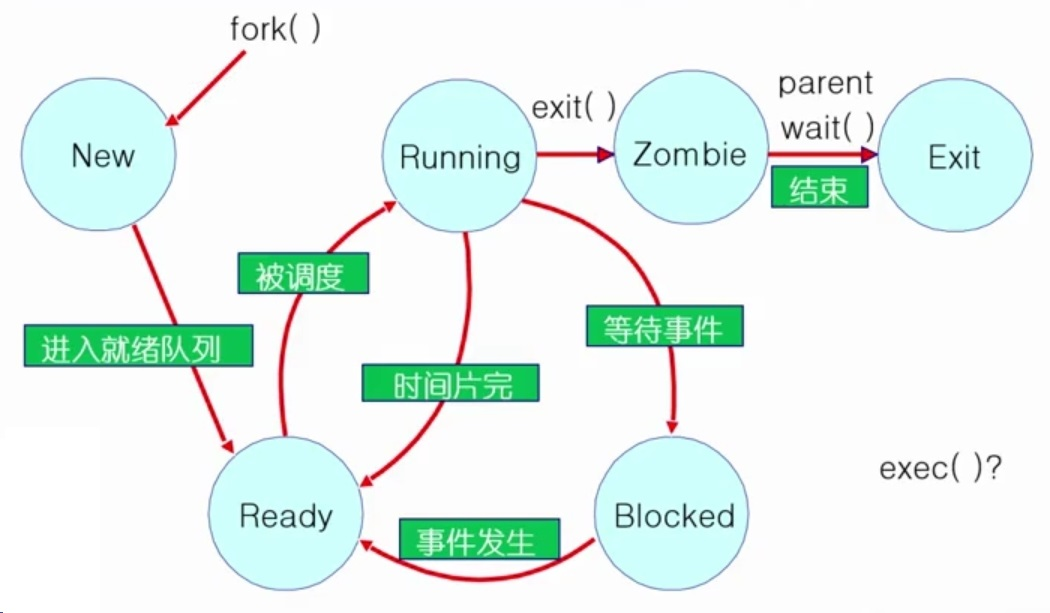 fork( )
New
Running
exit( )
Zombie
parent
wait( )
结束
Exit
被调度
进入就绪队列
时间片完
等待事件
Ready
事件发生
Blocked
exec( )?